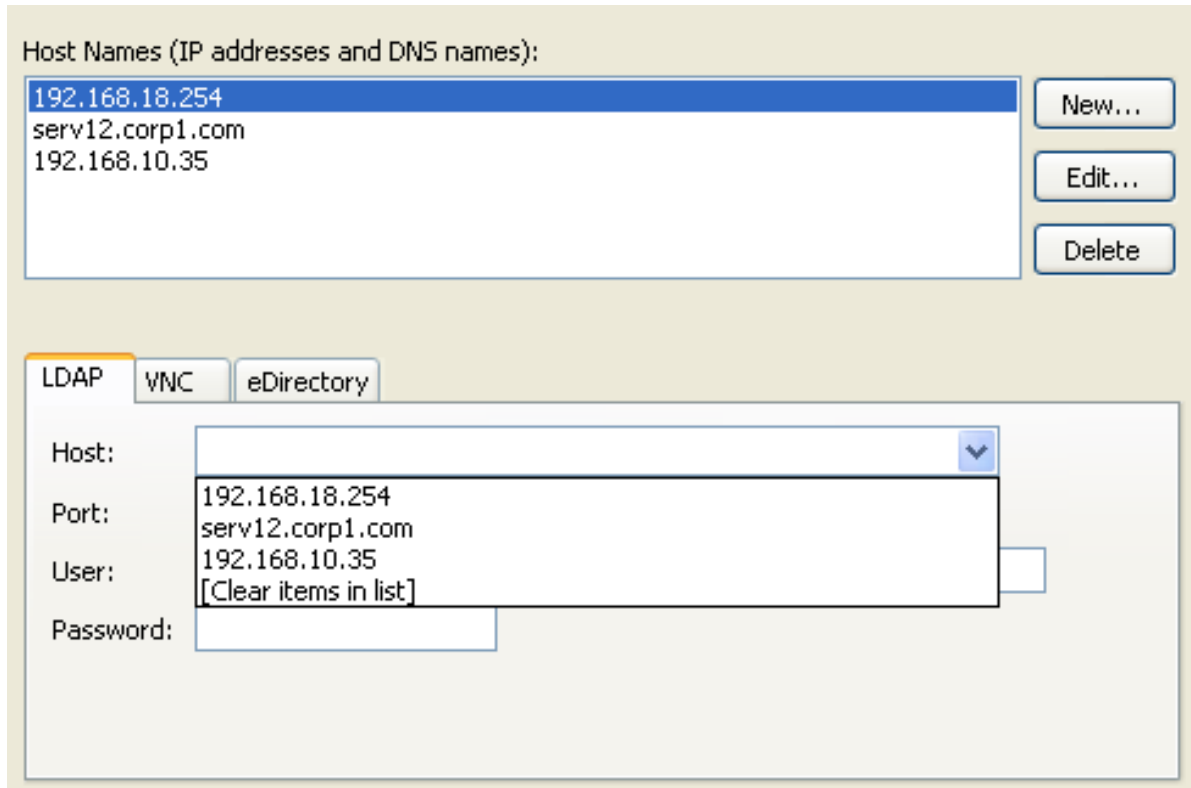 Host Names (IP addresses and DNS names):
192.168.18.254
New...
serv12.corp1.com
192.168.10.35
Edit...
Delete
LDAP VNC eDirectory
Host:
192.168.18.254
Port:
serv12.corp1.com
192.168.10.35
User:
[Clear items in list]
Password: